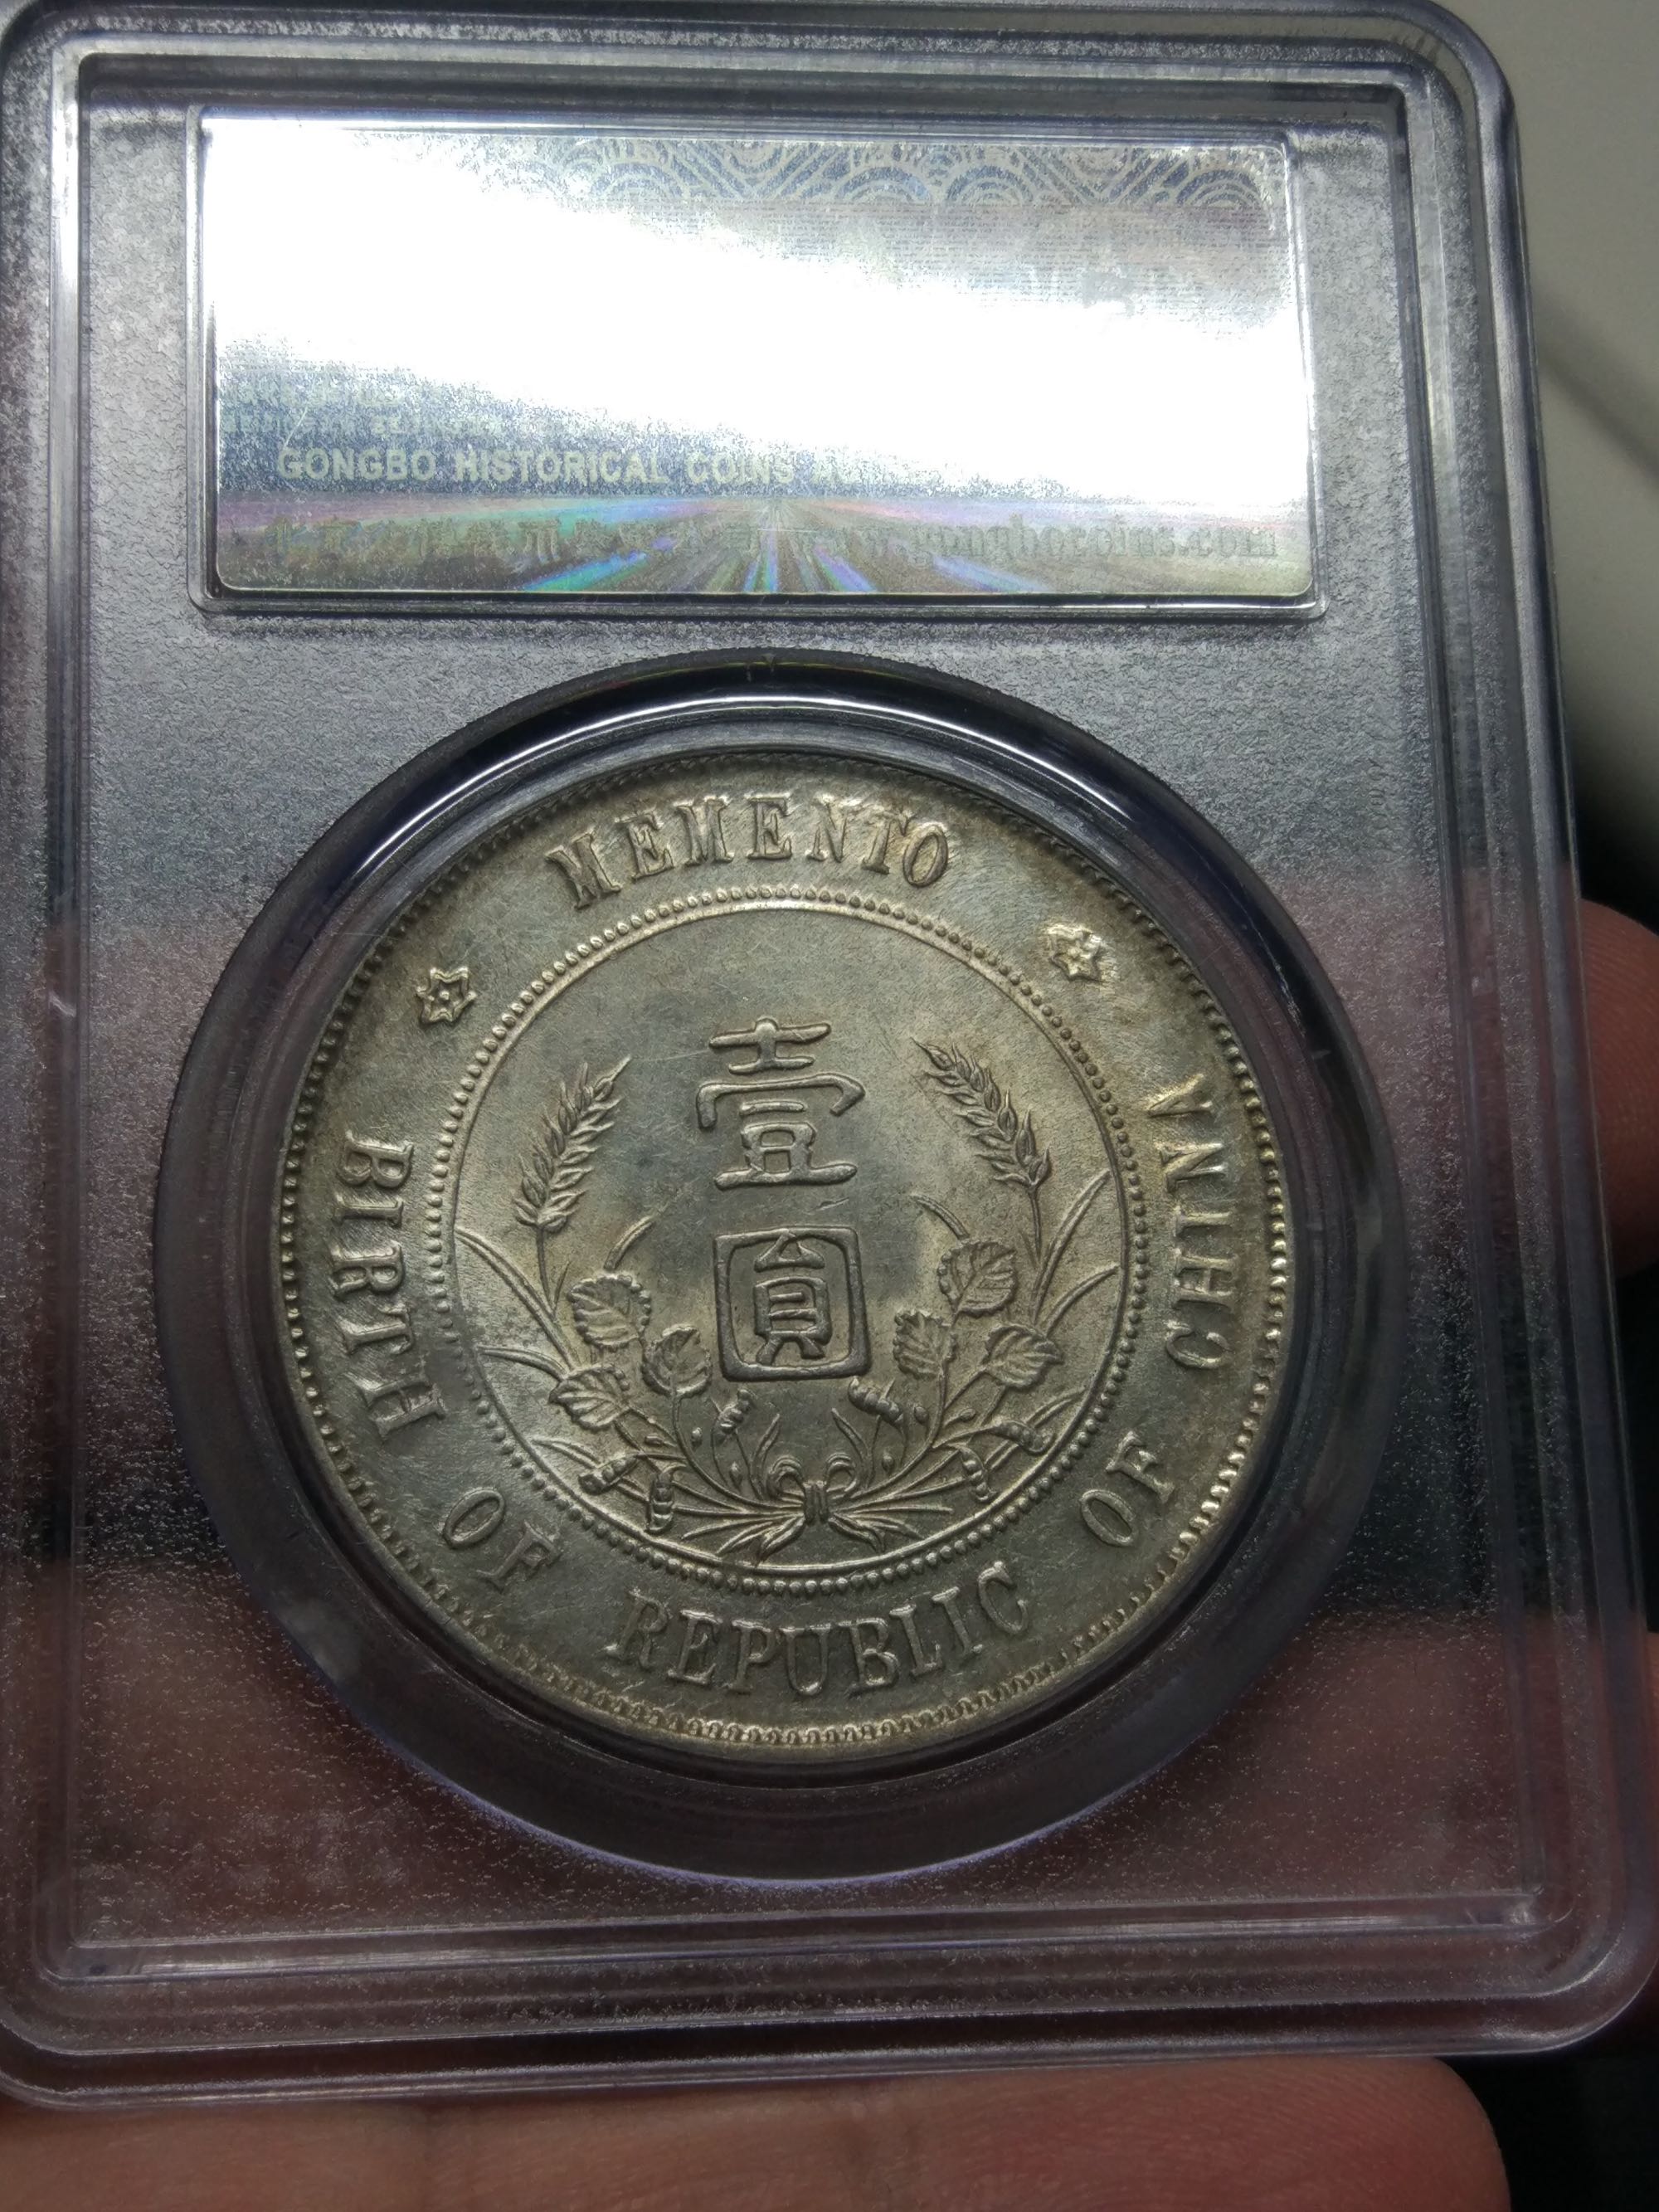 GONGBO HISTORICAL COINS
www.gongbocoins.com
MEMENTO
壹
圓
BIRTH OF REPUBLIC OF CHINA